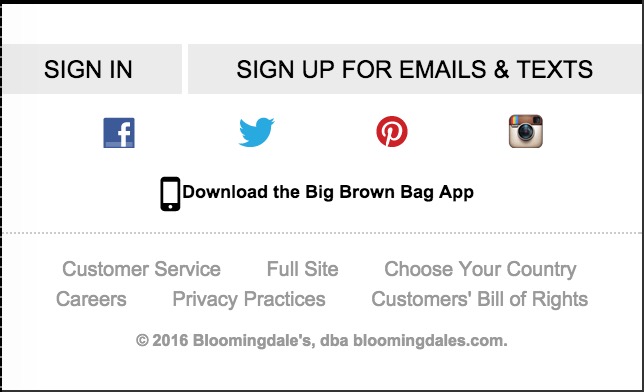 SIGN IN SIGN UP FOR EMAILS & TEXTS
Download the Big Brown Bag App
Customer Service Full Site Choose Your Country
Careers Privacy Practices Customers' Bill of Rights
© 2016 Bloomingdale's, dba bloomingdales.com.